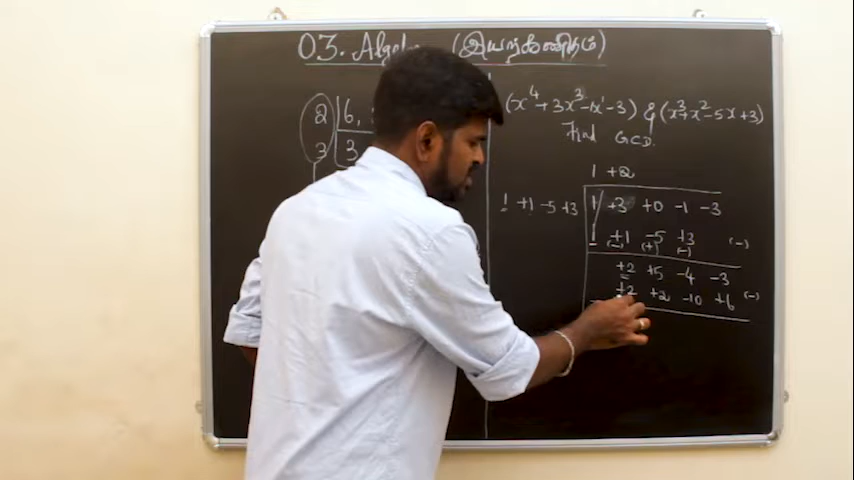 03. Algebra (இயற்கணிதம்)
2 | 6,
3 | 3
(x⁴+3x³-x-3) & (x³+x²-5x+3)
Find GCD.
1 +2
1 +1 -5 +3
1 +3 +0 -1 -3
1 +1 -5 +3 (-)
(-) (+) (-)
+2 +5 -4 -3
+2 +2 -10 +6 (-)